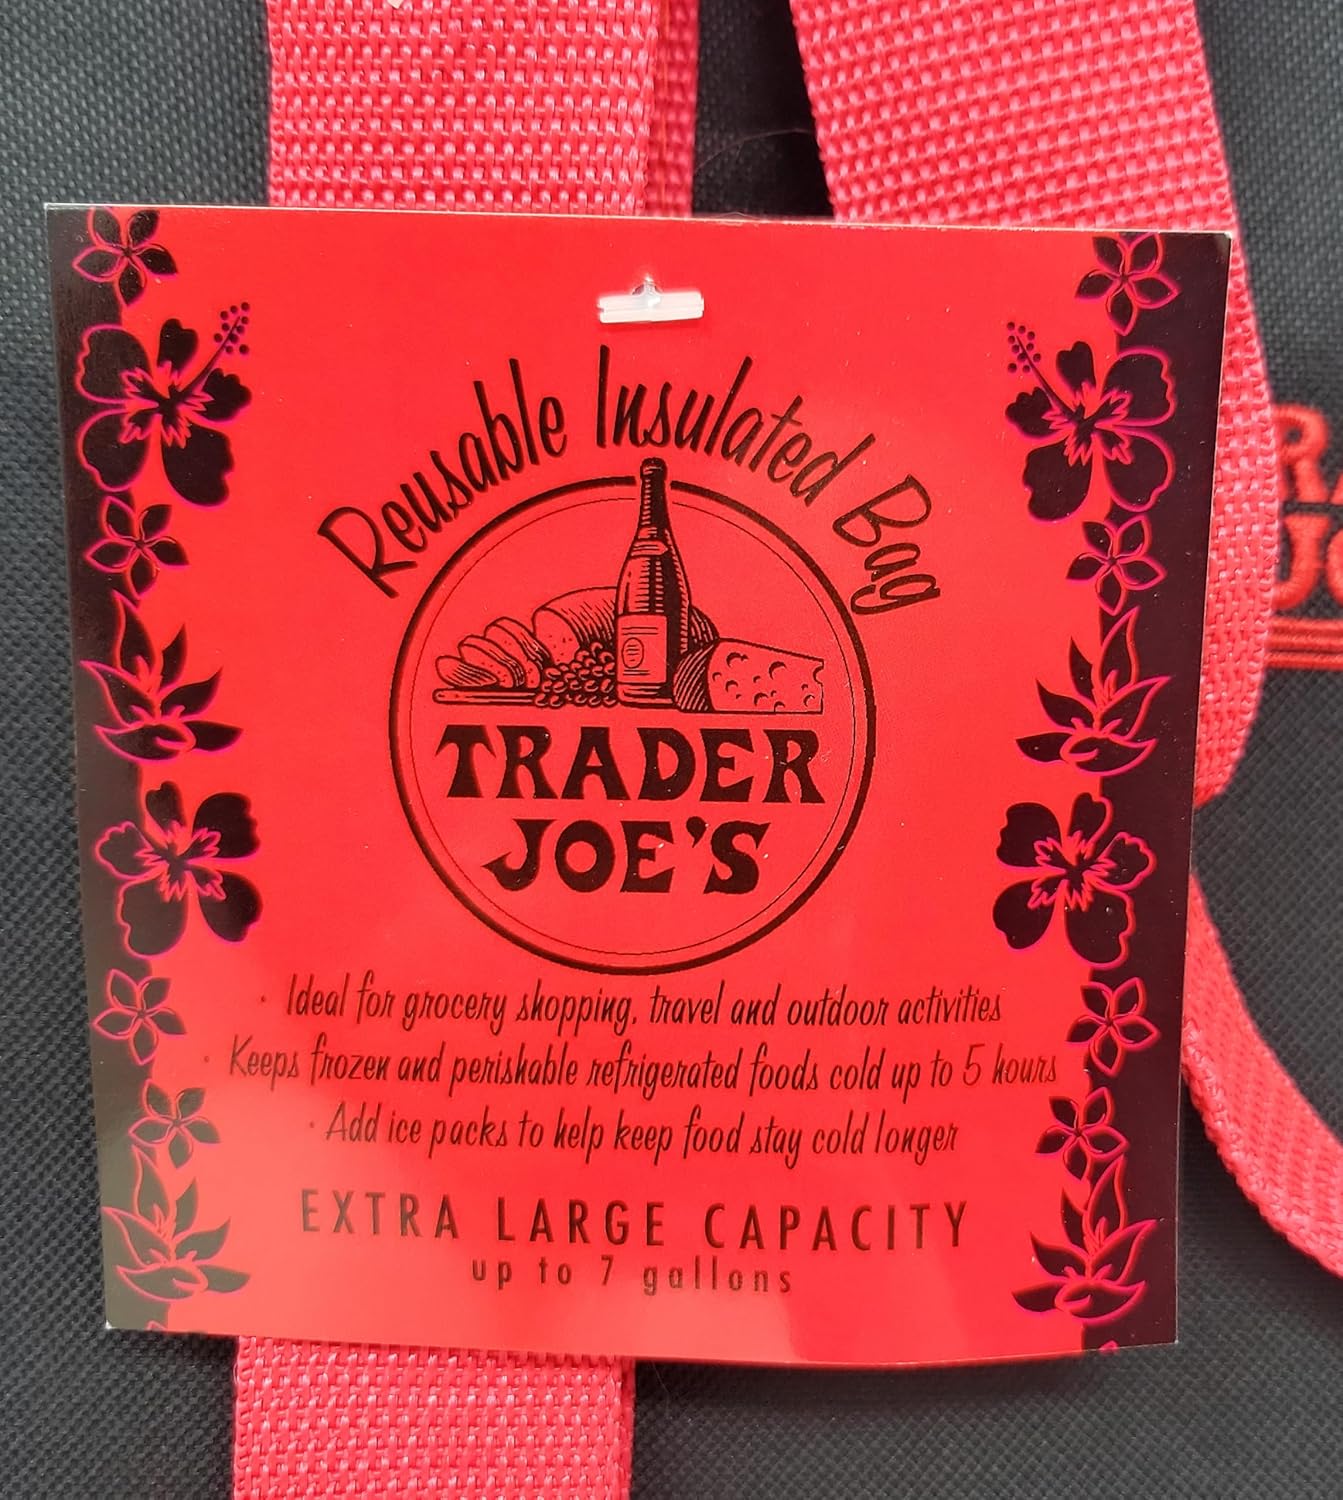 Reusable Insulated Bag
TRADER
JOE'S
· Ideal for grocery shopping, travel and outdoor activities
· Keeps frozen and perishable refrigerated foods cold up to 5 hours
· Add ice packs to help keep food stay cold longer
EXTRA LARGE CAPACITY
up to 7 gallons
RA
JO